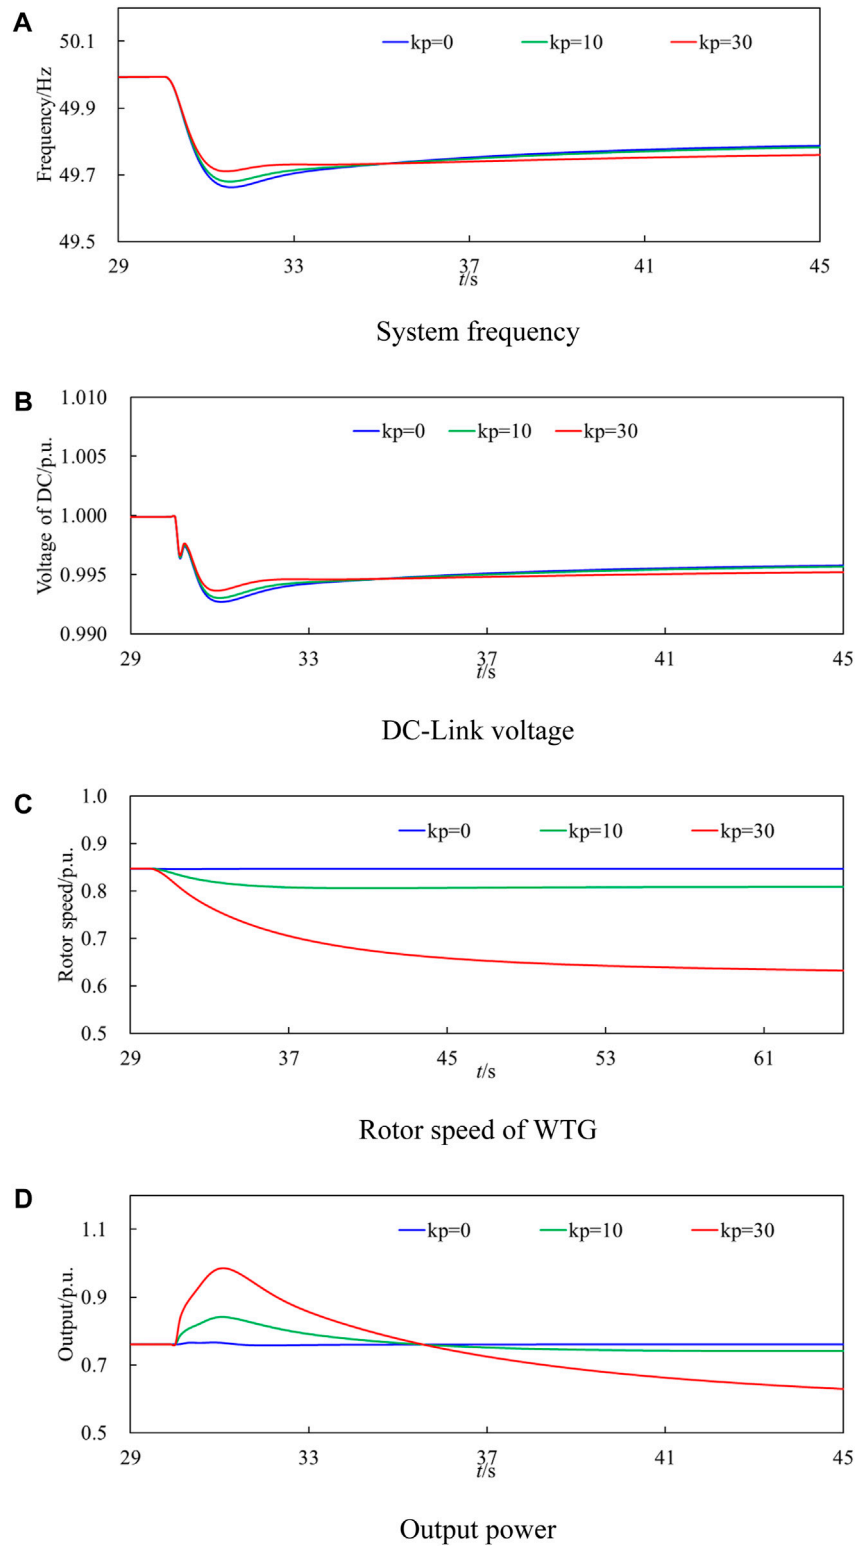 A
Frequency/Hz
50.1
49.9
49.7
49.5
kp=0 kp=10 kp=30
29 33 37 41 45
t/s
System frequency
B
Voltage of DC/p.u.
1.010
1.005
1.000
0.995
0.990
kp=0 kp=10 kp=30
29 33 37 41 45
t/s
DC-Link voltage
C
Rotor speed/p.u.
1.0
0.9
0.8
0.7
0.6
0.5
kp=0 kp=10 kp=30
29 37 45 53 61
t/s
Rotor speed of WTG
D
Output/p.u.
1.1
0.9
0.7
0.5
kp=0 kp=10 kp=30
29 33 37 41 45
t/s
Output power